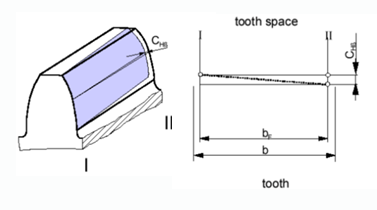 tooth space
C_Hβ
I
II
I
II
C_Hβ
b_F
b
tooth